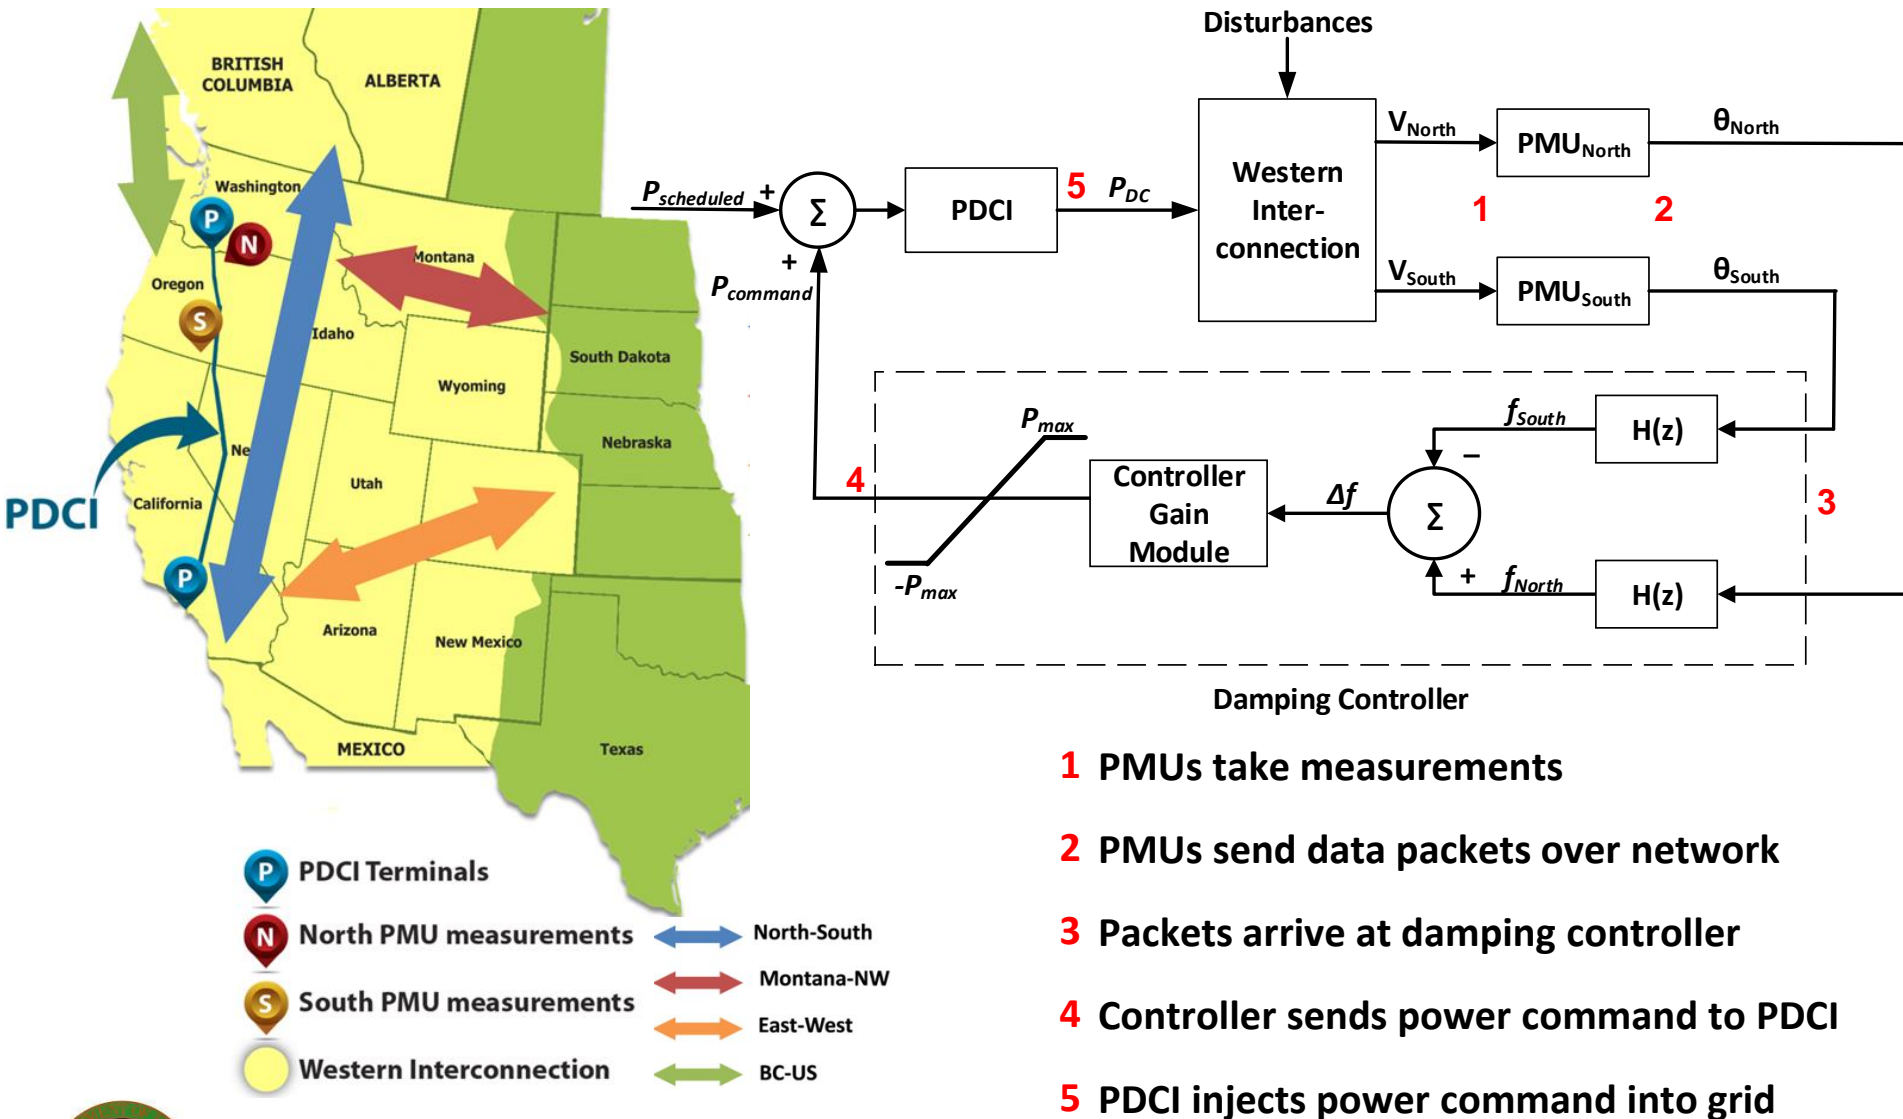 BRITISH
COLUMBIA
ALBERTA
Washington
P
N
Montana
Oregon
S
Idaho
South Dakota
Wyoming
Nebraska
Ne
Utah
PDCI
California
P
Arizona
New Mexico
MEXICO
Texas
P PDCI Terminals
N North PMU measurements
S South PMU measurements
Western Interconnection
North-South
Montana-NW
East-West
BC-US
Disturbances
P_scheduled
+
Σ
+
P_command
PDCI
5
P_DC
Western
Inter-
connection
V_North
PMU_North
θ_North
1
2
V_South
PMU_South
θ_South
H(z)
f_South
−
3
Σ
Δf
+
f_North
H(z)
Controller
Gain
Module
P_max
-P_max
4
Damping Controller
1 PMUs take measurements
2 PMUs send data packets over network
3 Packets arrive at damping controller
4 Controller sends power command to PDCI
5 PDCI injects power command into grid